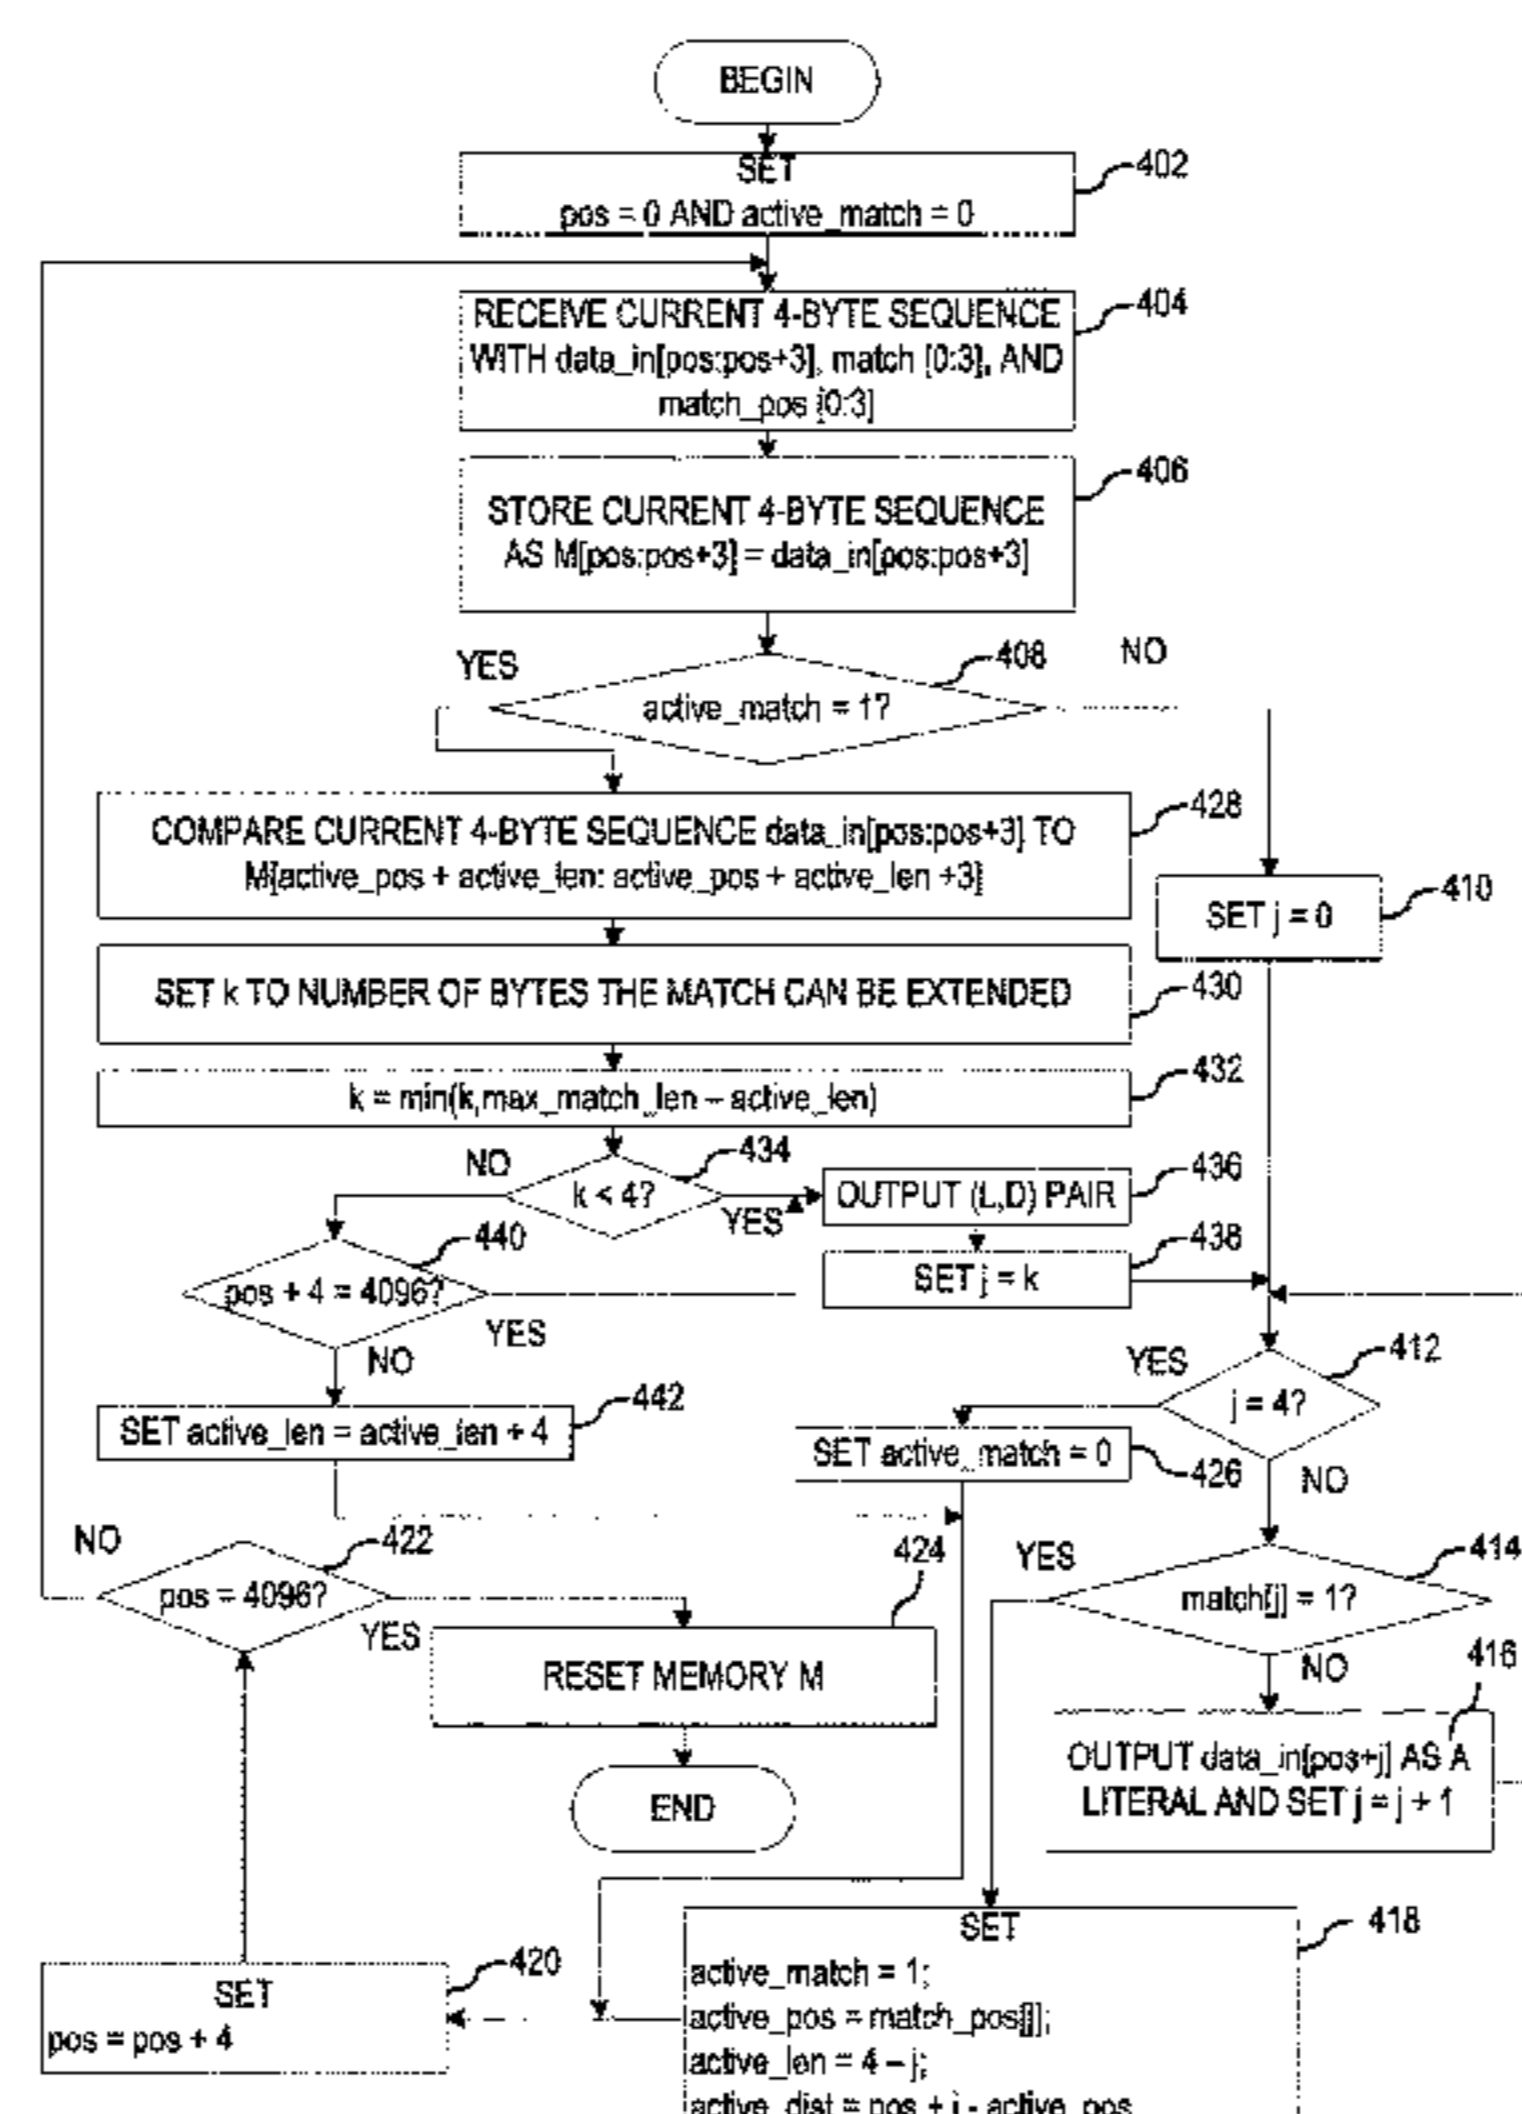 BEGIN
SET
pos = 0 AND active_match = 0
402
RECEIVE CURRENT 4-BYTE SEQUENCE
WITH data_in[pos:pos+3], match [0:3], AND
match_pos [0:3]
404
STORE CURRENT 4-BYTE SEQUENCE
AS M[pos:pos+3] = data_in[pos:pos+3]
406
YES
active_match = 1?
408
NO
COMPARE CURRENT 4-BYTE SEQUENCE data_in[pos:pos+3] TO
M[active_pos + active_len: active_pos + active_len +3]
428
SET j = 0
410
SET k TO NUMBER OF BYTES THE MATCH CAN BE EXTENDED
430
k = min(k,max_match_len – active_len)
432
NO
k < 4?
434
YES
OUTPUT (L,D) PAIR
436
SET j = k
438
pos + 4 = 4096?
440
YES
NO
YES
j = 4?
412
NO
SET active_len = active_len + 4
442
SET active_match = 0
426
NO
pos = 4096?
422
YES
424
RESET MEMORY M
YES
match[j] = 1?
414
NO
416
OUTPUT data_in[pos+j] AS A
LITERAL AND SET j = j + 1
END
SET
active_match = 1;
active_pos = match_pos[j];
active_len = 4 – j;
active_dist = pos + j - active_pos
418
SET
pos = pos + 4
420